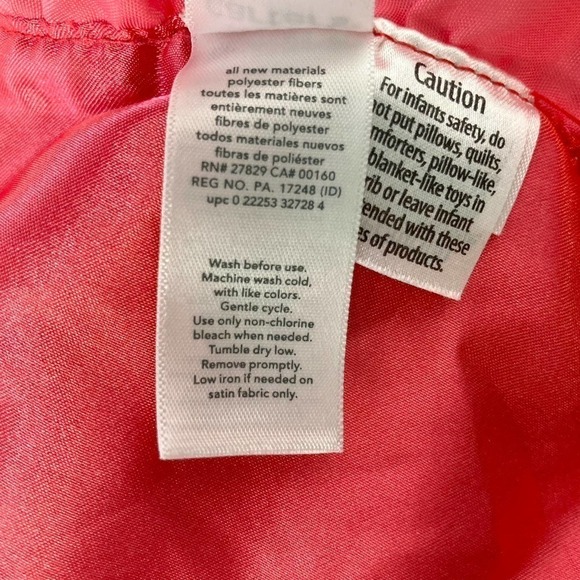 all new materials
polyester fibers
toutes les matières sont
entièrement neuves
fibres de polyester
todos materiales nuevos
fibras de poliéster
RN# 27829 CA# 00160
REG NO. PA. 17248 (ID)
upc 0 22253 32728 4
Wash before use.
Machine wash cold,
with like colors.
Gentle cycle.
Use only non-chlorine
bleach when needed.
Tumble dry low.
Remove promptly.
Low iron if needed on
satin fabric only.
Caution
For infants safety, do
not put pillows, quilts,
mforters, pillow-like,
blanket-like toys in
rib or leave infant
ended with these
es of products.